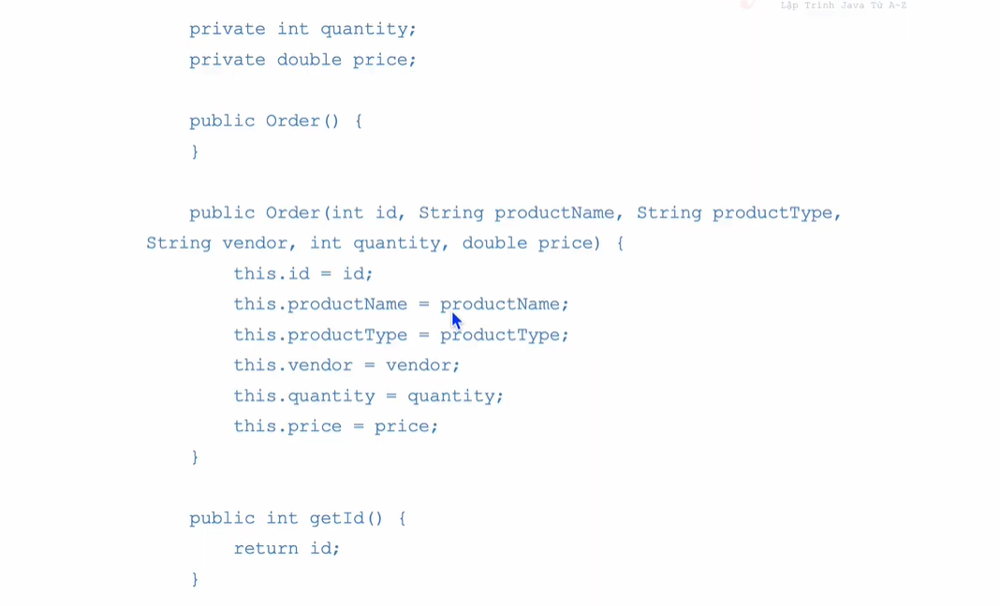 Lập Trình Java Từ A-Z
private int quantity;
private double price;
public Order() {
}
public Order(int id, String productName, String productType,
String vendor, int quantity, double price) {
this.id = id;
this.productName = productName;
this.productType = productType;
this.vendor = vendor;
this.quantity = quantity;
this.price = price;
}
public int getId() {
return id;
}